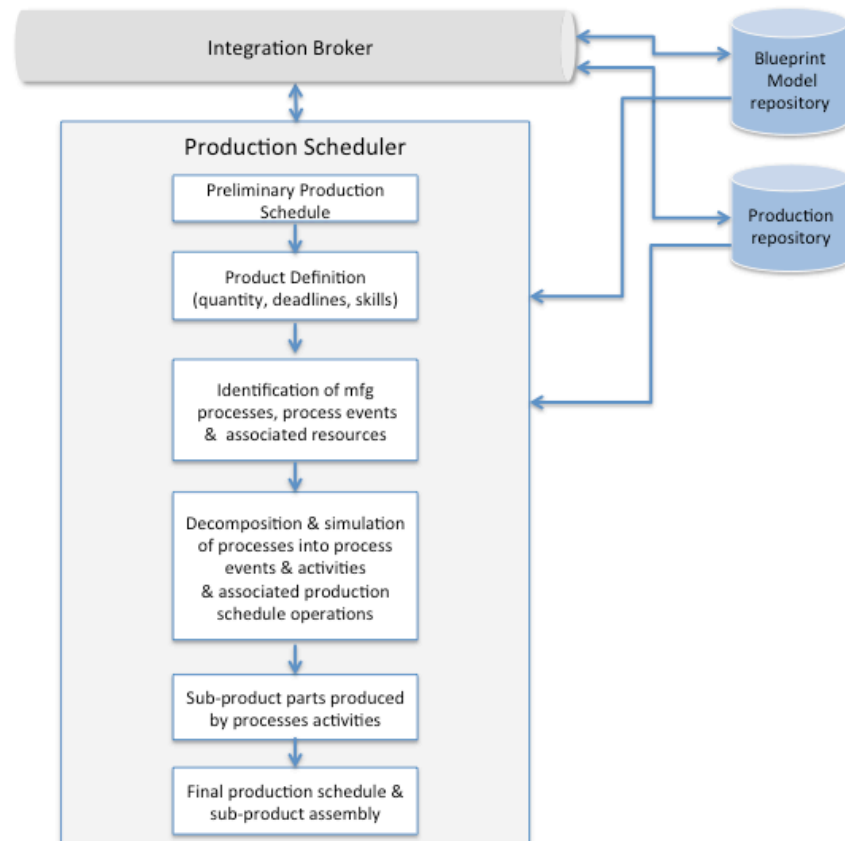 Integration Broker
Blueprint
Model
repository
Production Scheduler
Preliminary Production
Schedule
Production
repository
Product Definition
(quantity, deadlines, skills)
Identification of mfg
processes, process events
& associated resources
Decomposition & simulation
of processes into process
events & activities
& associated production
schedule operations
Sub-product parts produced
by processes activities
Final production schedule &
sub-product assembly